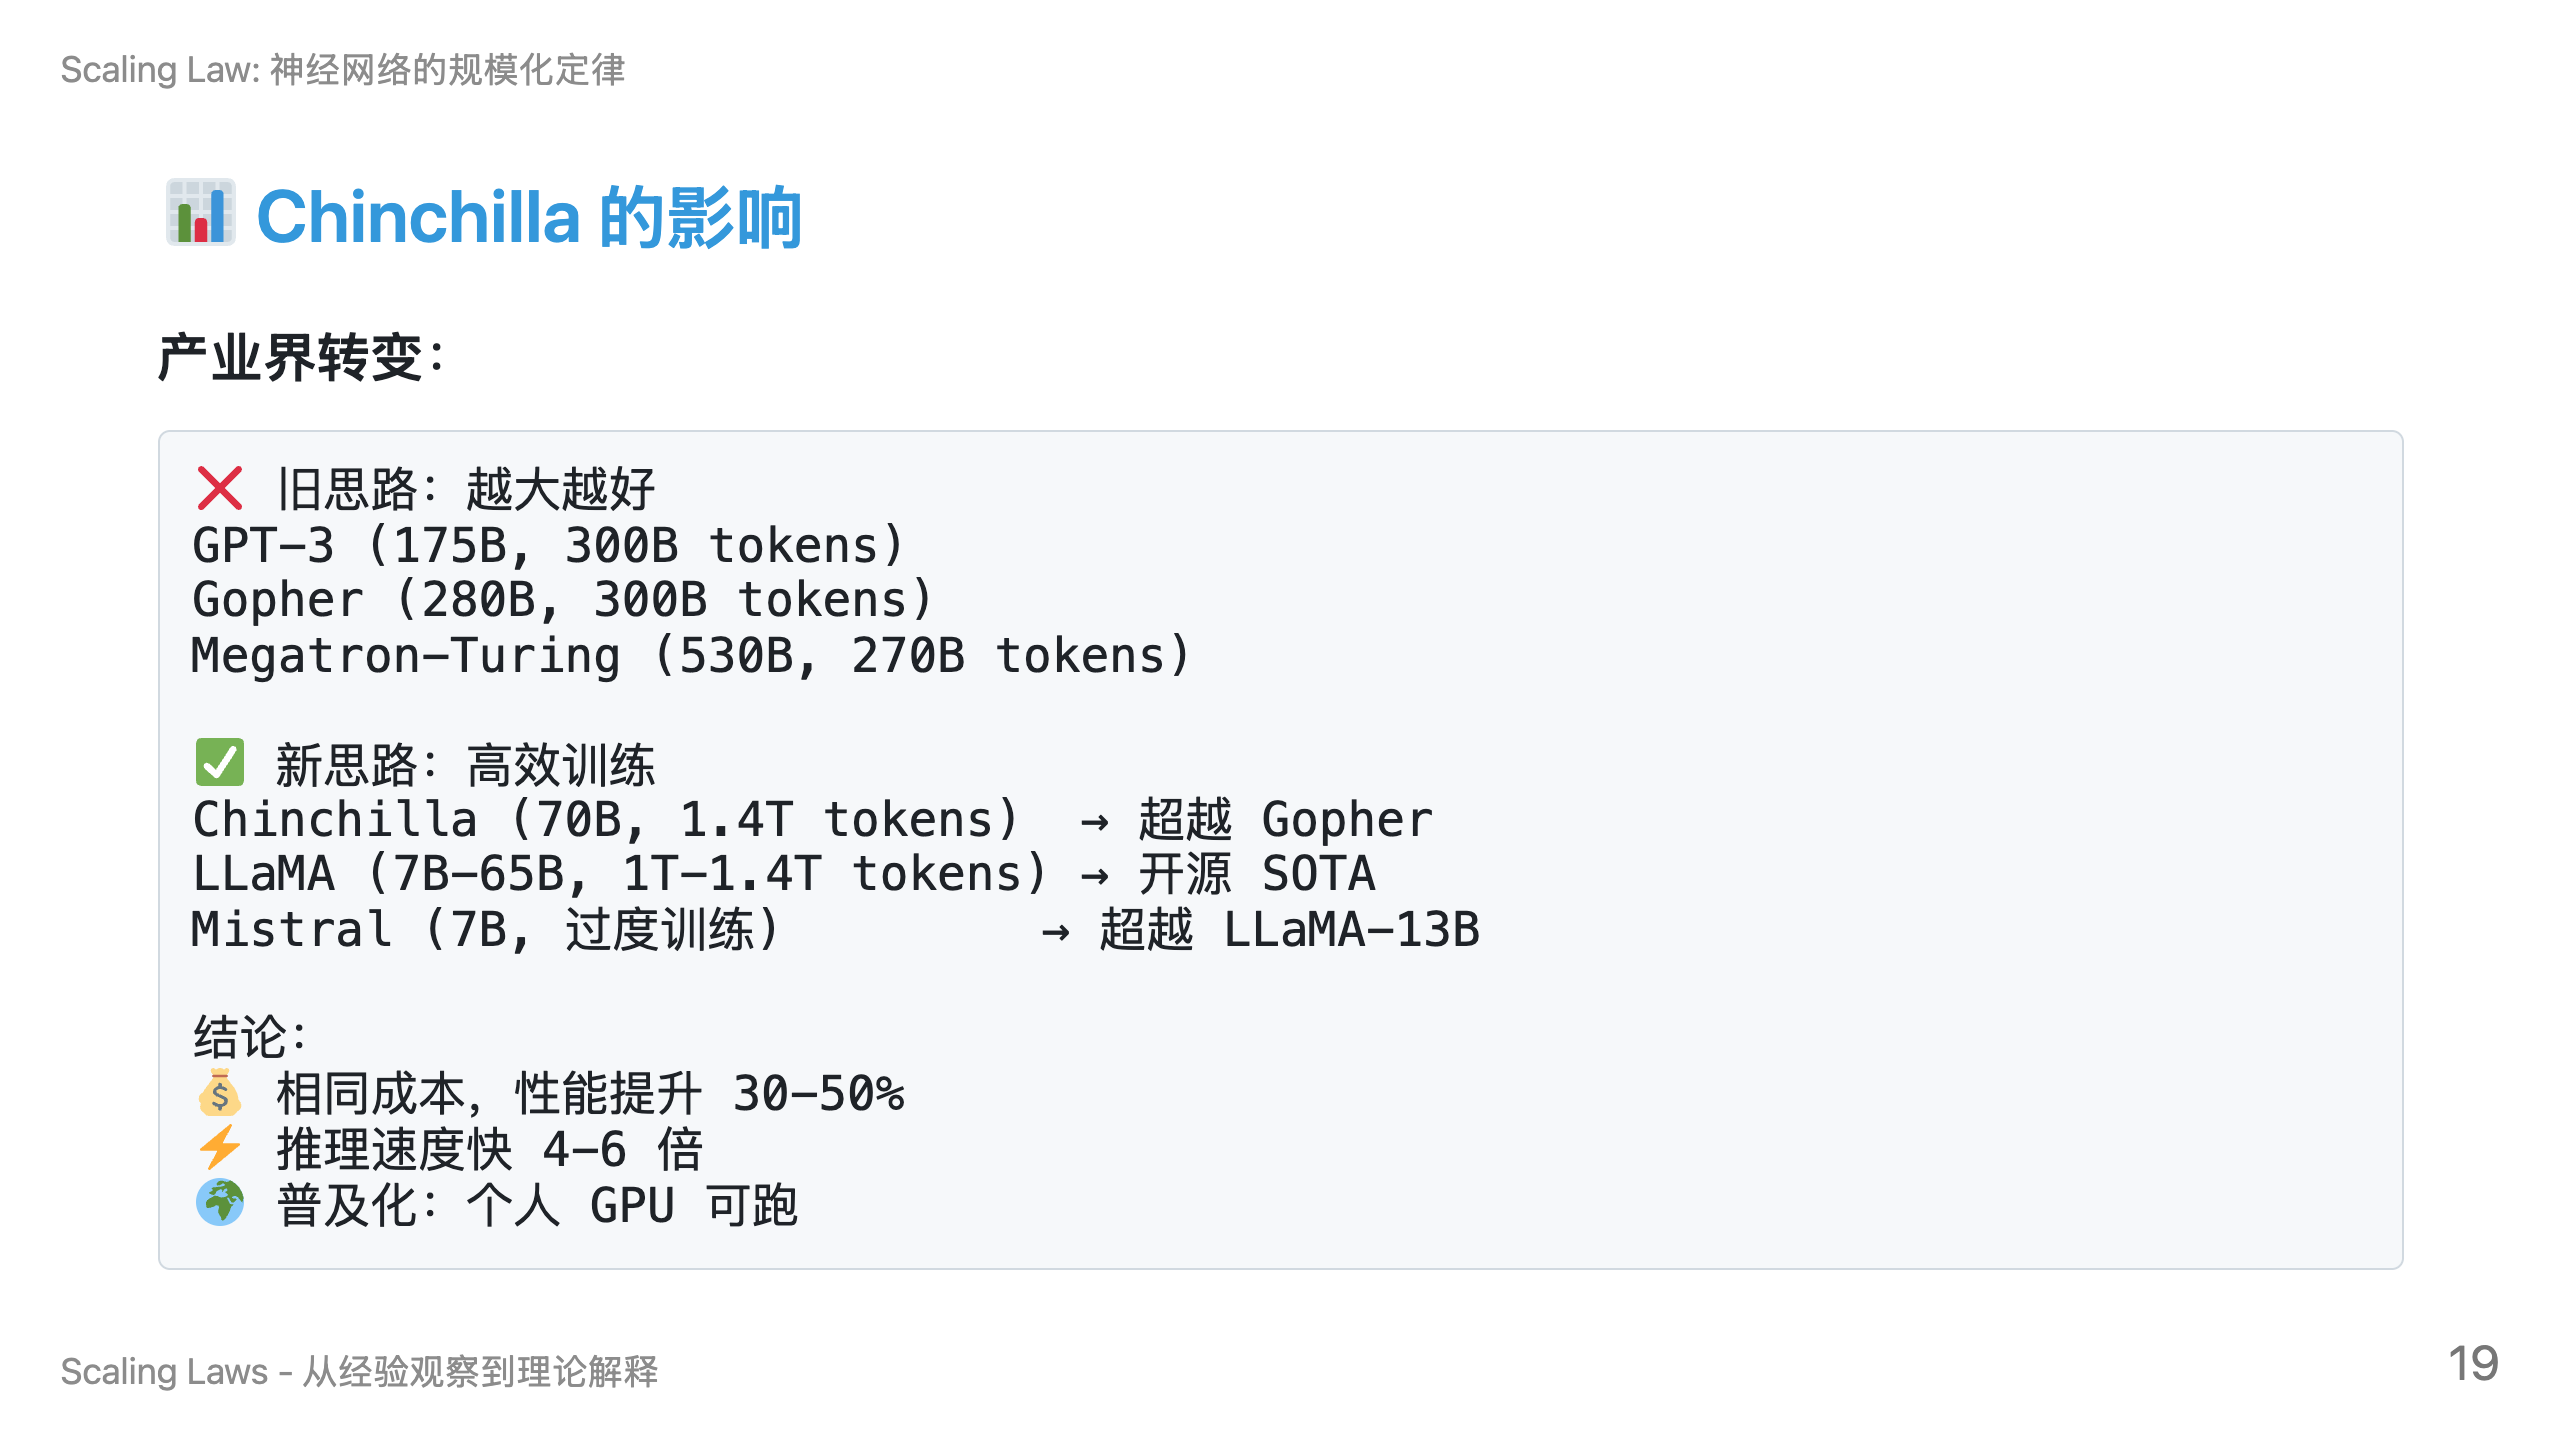 Scaling Law: 神经网络的规模化定律
📊 Chinchilla 的影响
产业界转变：
❌ 旧思路：越大越好
GPT-3 (175B, 300B tokens)
Gopher (280B, 300B tokens)
Megatron-Turing (530B, 270B tokens)
✅ 新思路：高效训练
Chinchilla (70B, 1.4T tokens) → 超越 Gopher
LLaMA (7B-65B, 1T-1.4T tokens) → 开源 SOTA
Mistral (7B, 过度训练) → 超越 LLaMA-13B
结论：
💰 相同成本，性能提升 30-50%
⚡ 推理速度快 4-6 倍
🌍 普及化：个人 GPU 可跑
Scaling Laws - 从经验观察到理论解释
19